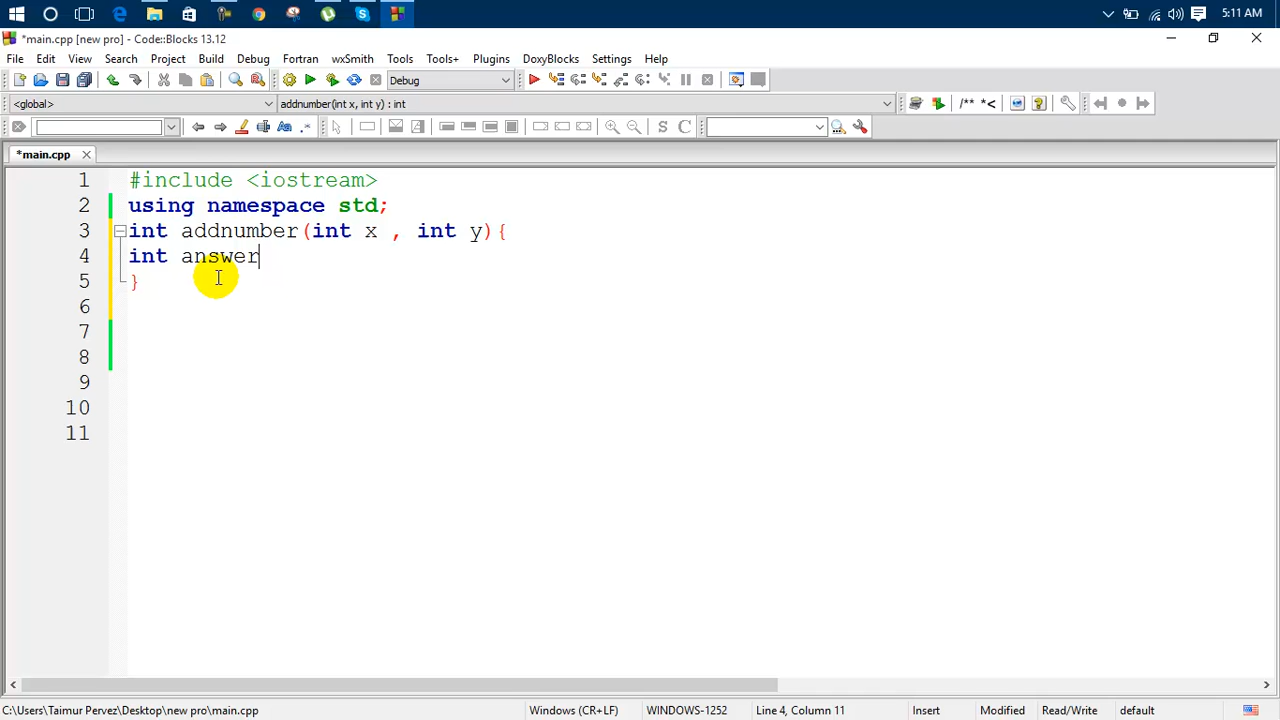 5:11 AM
*main.cpp [new pro] - Code::Blocks 13.12
File Edit View Search Project Build Debug Fortran wxSmith Tools Tools+ Plugins DoxyBlocks Settings Help
Debug
<global> addnumber(int x, int y) : int /** *<
Aa .* S C
*main.cpp
1 #include <iostream>
2 using namespace std;
3 int addnumber(int x , int y){
4 int answer
5 }
6
7
8
9
10
11
C:\Users\Taimur Pervez\Desktop\new pro\main.cpp Windows (CR+LF) WINDOWS-1252 Line 4, Column 11 Insert Modified Read/Write default